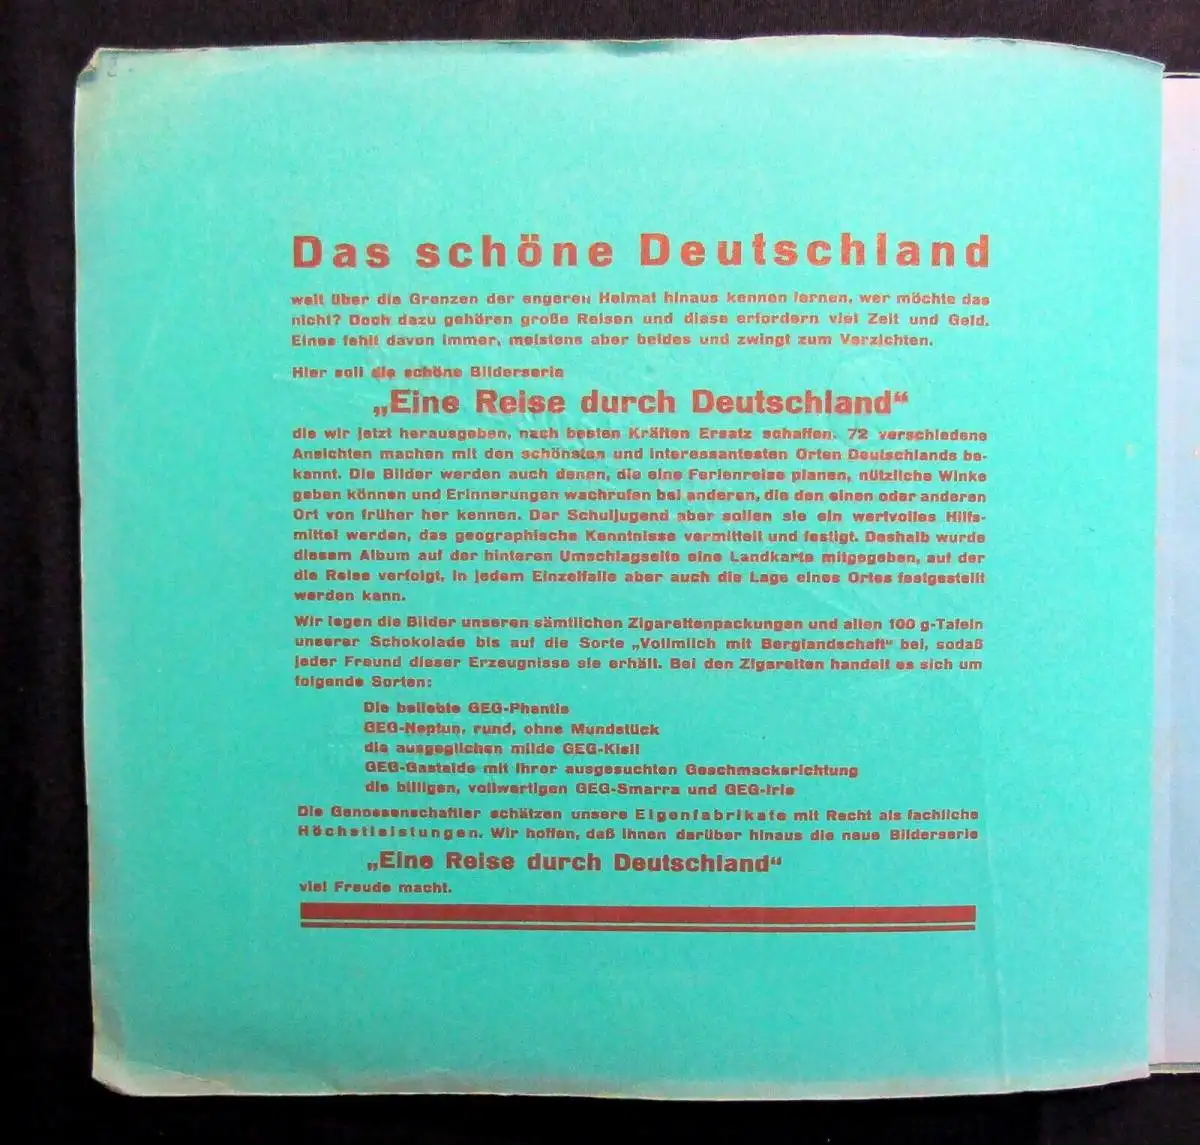 Das schöne Deutschland
weit über die Grenzen der engeren Heimat hinaus kennen lernen, wer möchte das
nicht? Doch dazu gehören große Reisen und diese erfordern viel Zeit und Geld.
Eines fehlt davon immer, meistens aber beides und zwingt zum Verzichten.
Hier soll die schöne Bilderserie
„Eine Reise durch Deutschland“
die wir jetzt herausgeben, nach besten Kräften Ersatz schaffen. 72 verschiedene
Ansichten machen mit den schönsten und interessantesten Orten Deutschlands be-
kannt. Die Bilder werden auch denen, die eine Ferienreise planen, nützliche Winke
geben können und Erinnerungen wachrufen bei anderen, die den einen oder anderen
Ort von früher her kennen. Der Schuljugend aber sollen sie ein wertvolles Hilfs-
mittel werden, das geographische Kenntnisse vermittelt und festigt. Deshalb wurde
diesem Album auf der hinteren Umschlagseite eine Landkarte mitgegeben, auf der
die Reise verfolgt, in jedem Einzelfalle aber auch die Lage eines Ortes festgestellt
werden kann.
Wir legen die Bilder unseren sämtlichen Zigarettenpackungen und allen 100 g-Tafeln
unserer Schokolade bis auf die Sorte „Vollmilch mit Berglandschaft“ bei, sodaß
jeder Freund dieser Erzeugnisse sie erhält. Bei den Zigaretten handelt es sich um
folgende Sorten:
Die beliebte GEG-Phantis
GEG-Neptun, rund, ohne Mundstück
die ausgeglichen milde GEG-Kisil
GEG-Gastalde mit ihrer ausgesuchten Geschmacksrichtung
die billigen, vollwertigen GEG-Smarra und GEG-Iris
Die Genossenschaftler schätzen unsere Eigenfabrikate mit Recht als fachliche
Höchstleistungen. Wir hoffen, daß ihnen darüber hinaus die neue Bilderserie
„Eine Reise durch Deutschland“
viel Freude macht.